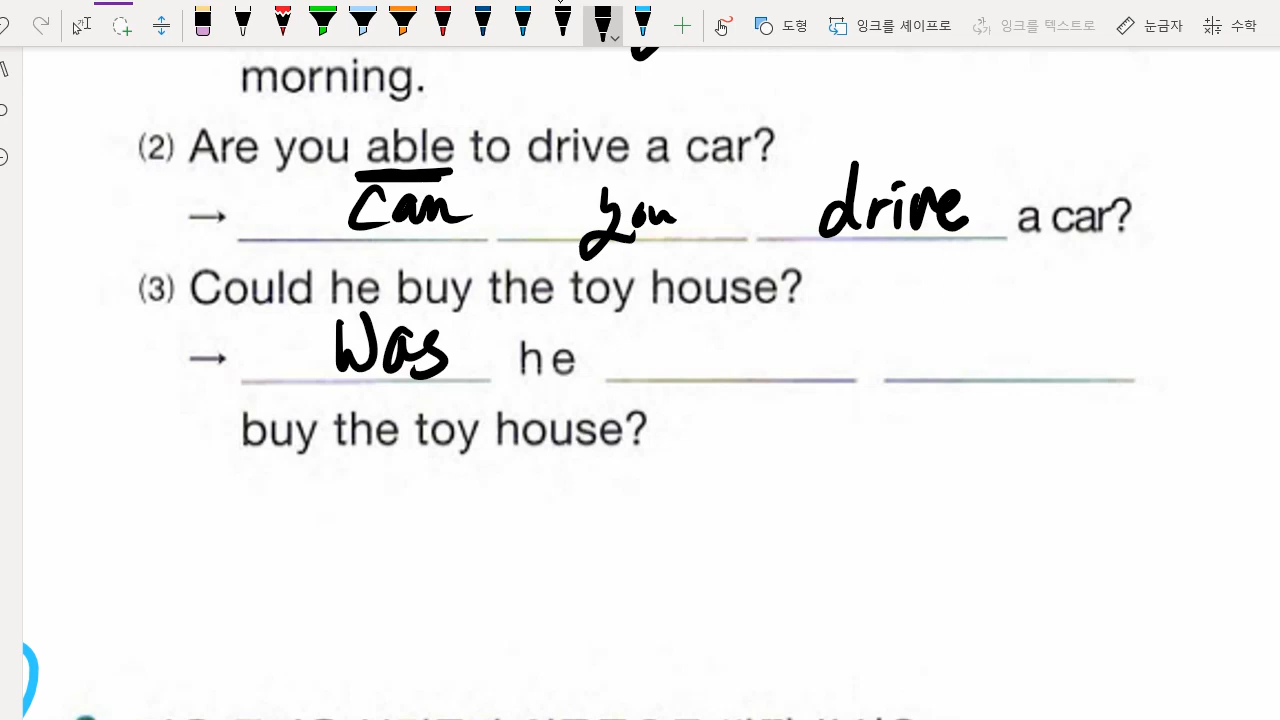 도형 잉크를 셰이프로 잉크를 텍스트로 눈금자 수학
morning.
(2) Are you able to drive a car?
→ can you drive a car?
(3) Could he buy the toy house?
→ Was he
buy the toy house?